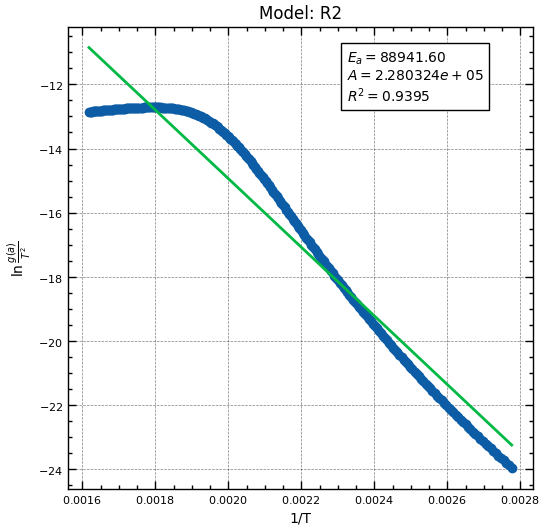 Model: R2
E_a = 88941.60
A = 2.280324e + 05
R² = 0.9395
−12
−14
−16
−18
−20
−22
−24
ln g(a)/T²
0.0016 0.0018 0.0020 0.0022 0.0024 0.0026 0.0028
1/T